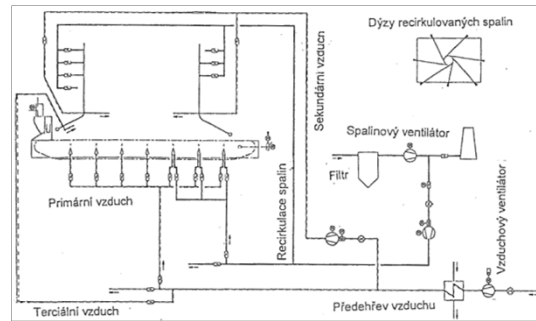 Dýzy recirkulovaných spalin
Sekundární vzduch
Spalinový ventilátor
Filtr
Primární vzduch
Recirkulace spalin
Vzduchový ventilátor
Předehřev vzduchu
Terciální vzduch